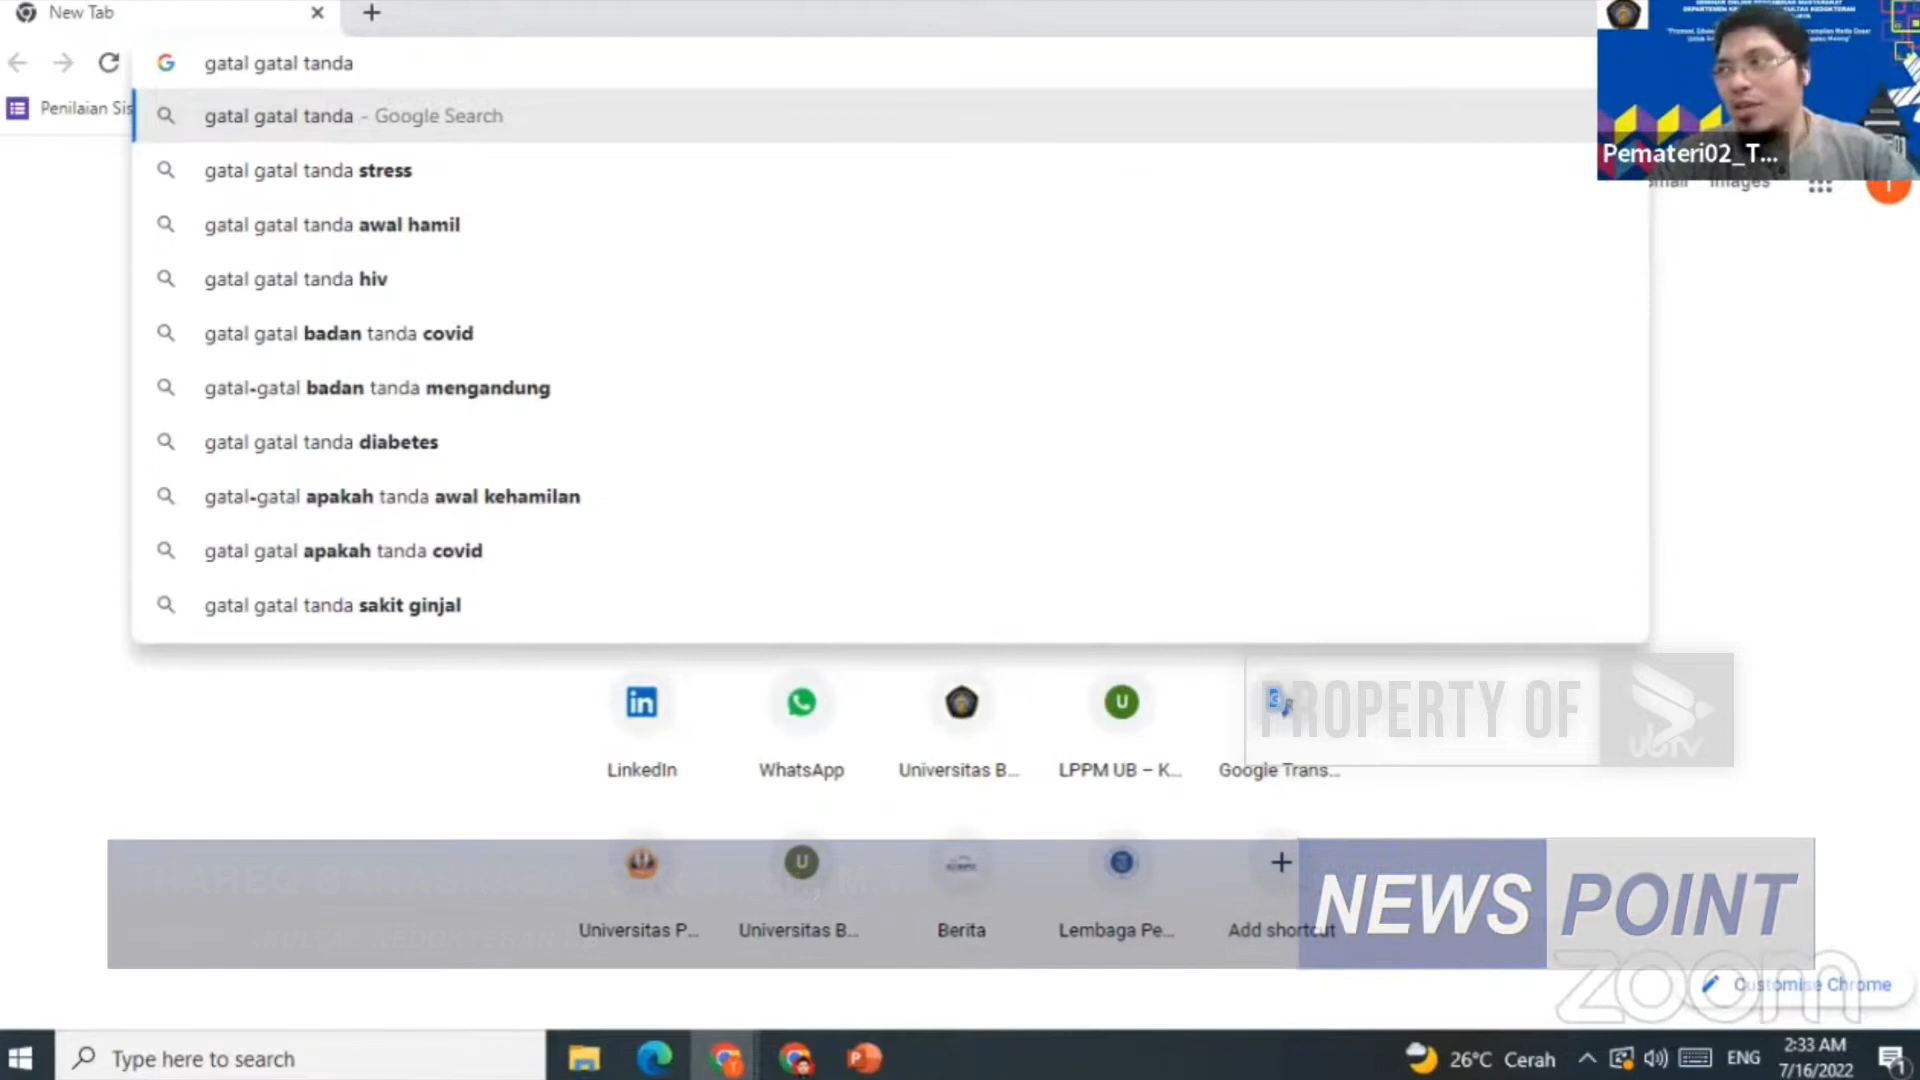 New Tab
gatal gatal tanda
Penilaian Sis
gatal gatal tanda - Google Search
gatal gatal tanda stress
gatal gatal tanda awal hamil
gatal gatal tanda hiv
gatal gatal badan tanda covid
gatal-gatal badan tanda mengandung
gatal gatal tanda diabetes
gatal-gatal apakah tanda awal kehamilan
gatal gatal apakah tanda covid
gatal gatal tanda sakit ginjal
Pemateri02_T...
Images
PROPERTY OF
ubtv
LinkedIn
WhatsApp
Universitas B...
LPPM UB – K...
Google Trans...
Universitas P...
Universitas B...
Berita
Lembaga Pe...
Add shortcut
NEWS POINT
zoom
Customise Chrome
Type here to search
26°C Cerah
ENG
2:33 AM
7/16/2022